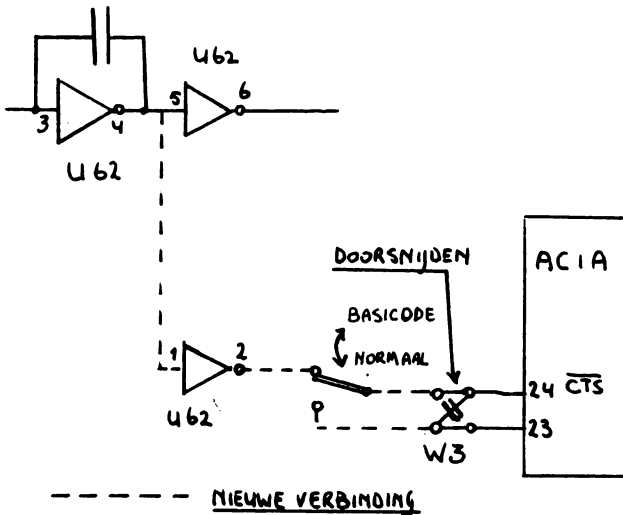 U62
3
4
5
6
U62
DOORSNIJDEN
ACIA
BASICODE
NORMAAL
1
2
U62
24 CTS
23
W3
NIEUWE VERBINDING